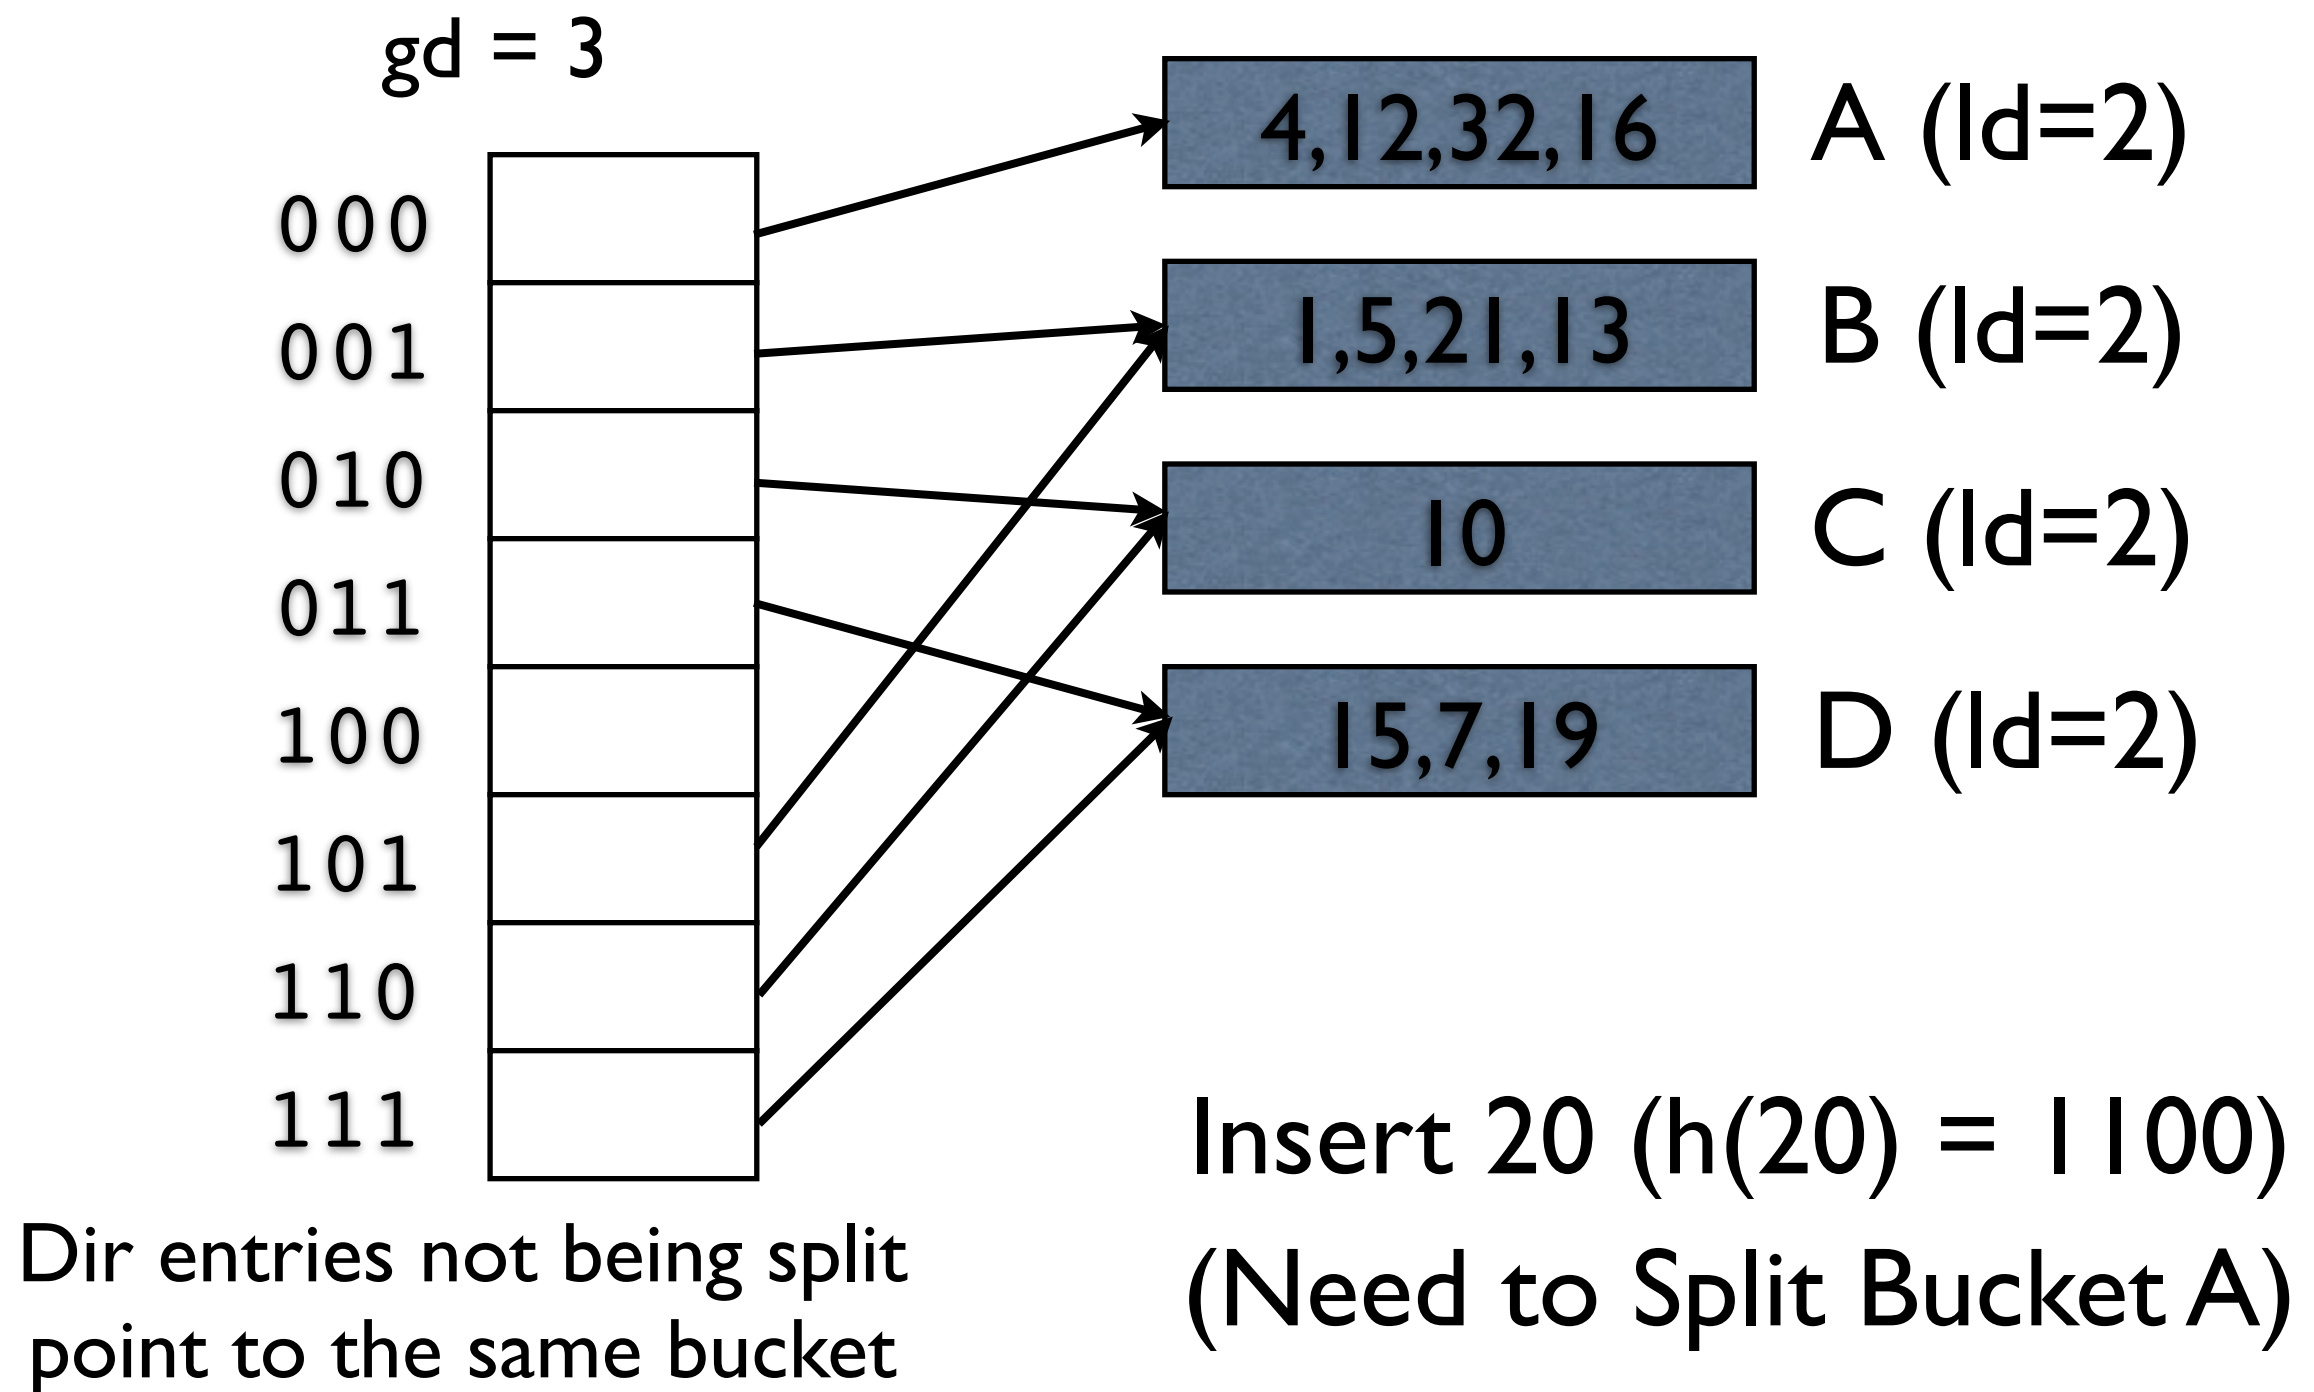 gd = 3
4,12,32,16 A (ld=2)
000
1,5,21,13 B (ld=2)
001
010
10 C (ld=2)
011
100
15,7,19 D (ld=2)
101
110
111
Insert 20 (h(20) = 1100)
(Need to Split Bucket A)
Dir entries not being split
point to the same bucket